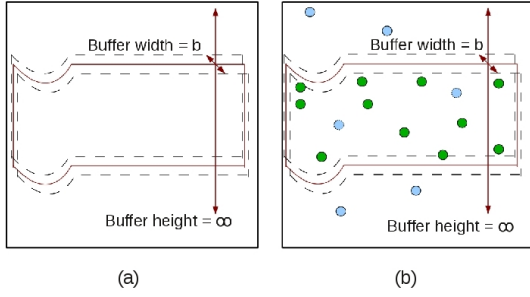 Buffer width = b
Buffer height = ∞
(a)
Buffer width = b
Buffer height = ∞
(b)